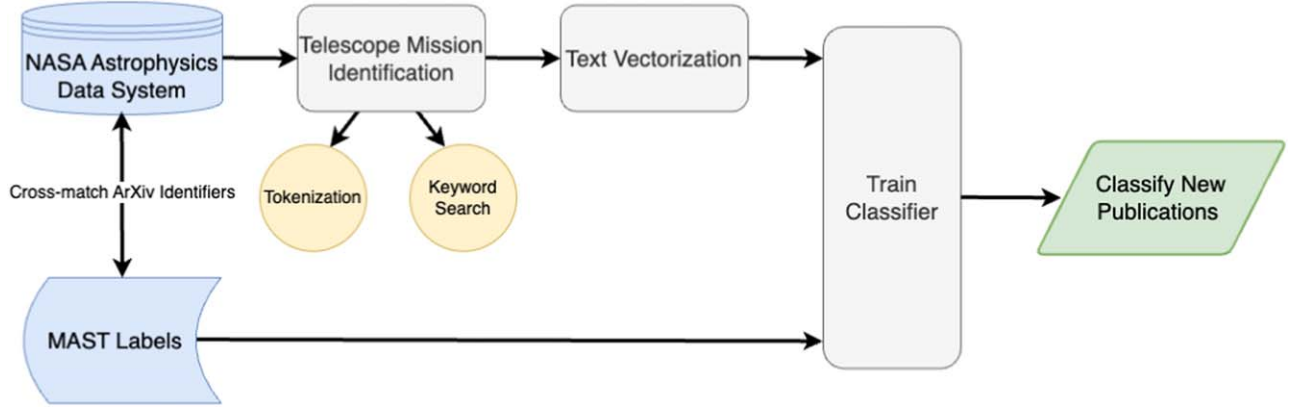 NASA Astrophysics
Data System
Telescope Mission
Identification
Text Vectorization
Cross-match ArXiv Identifiers
Tokenization
Keyword
Search
Train
Classifier
Classify New
Publications
MAST Labels